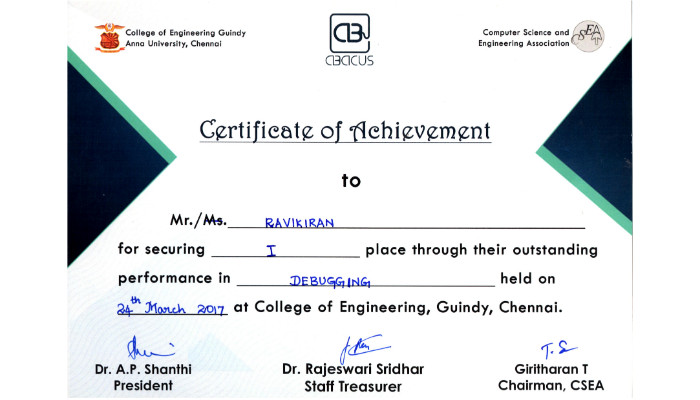 College of Engineering Guindy
Anna University, Chennai
ABACUS
Computer Science and
Engineering Association
CSEA
Certificate of Achievement
to
Mr./Ms. RAVIKIRAN
for securing I place through their outstanding
performance in DEBUGGING held on
24th March 2017 at College of Engineering, Guindy, Chennai.
Dr. A.P. Shanthi
President
Dr. Rajeswari Sridhar
Staff Treasurer
T. S
Giritharan T
Chairman, CSEA